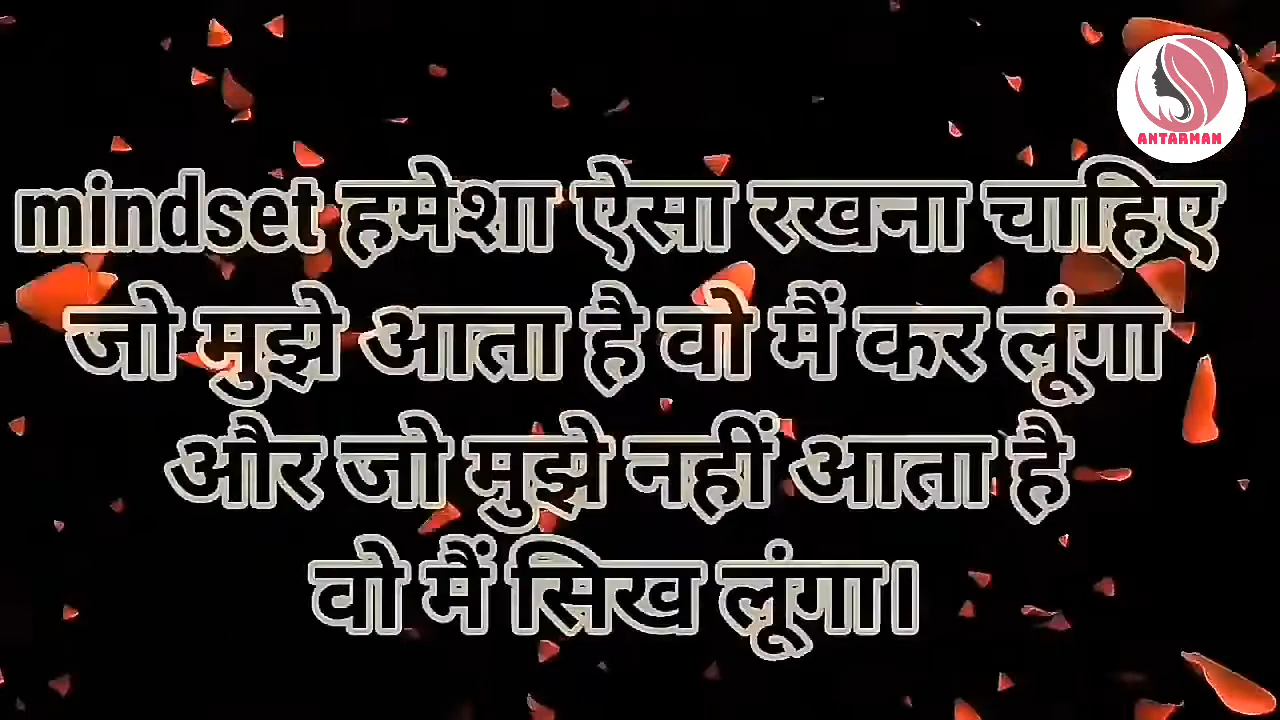 ANTARMAN
mindset हमेशा ऐसा रखना चाहिए
जो मुझे आता है वो मैं कर लूंगा
और जो मुझे नहीं आता है
वो मैं सिख लूंगा।